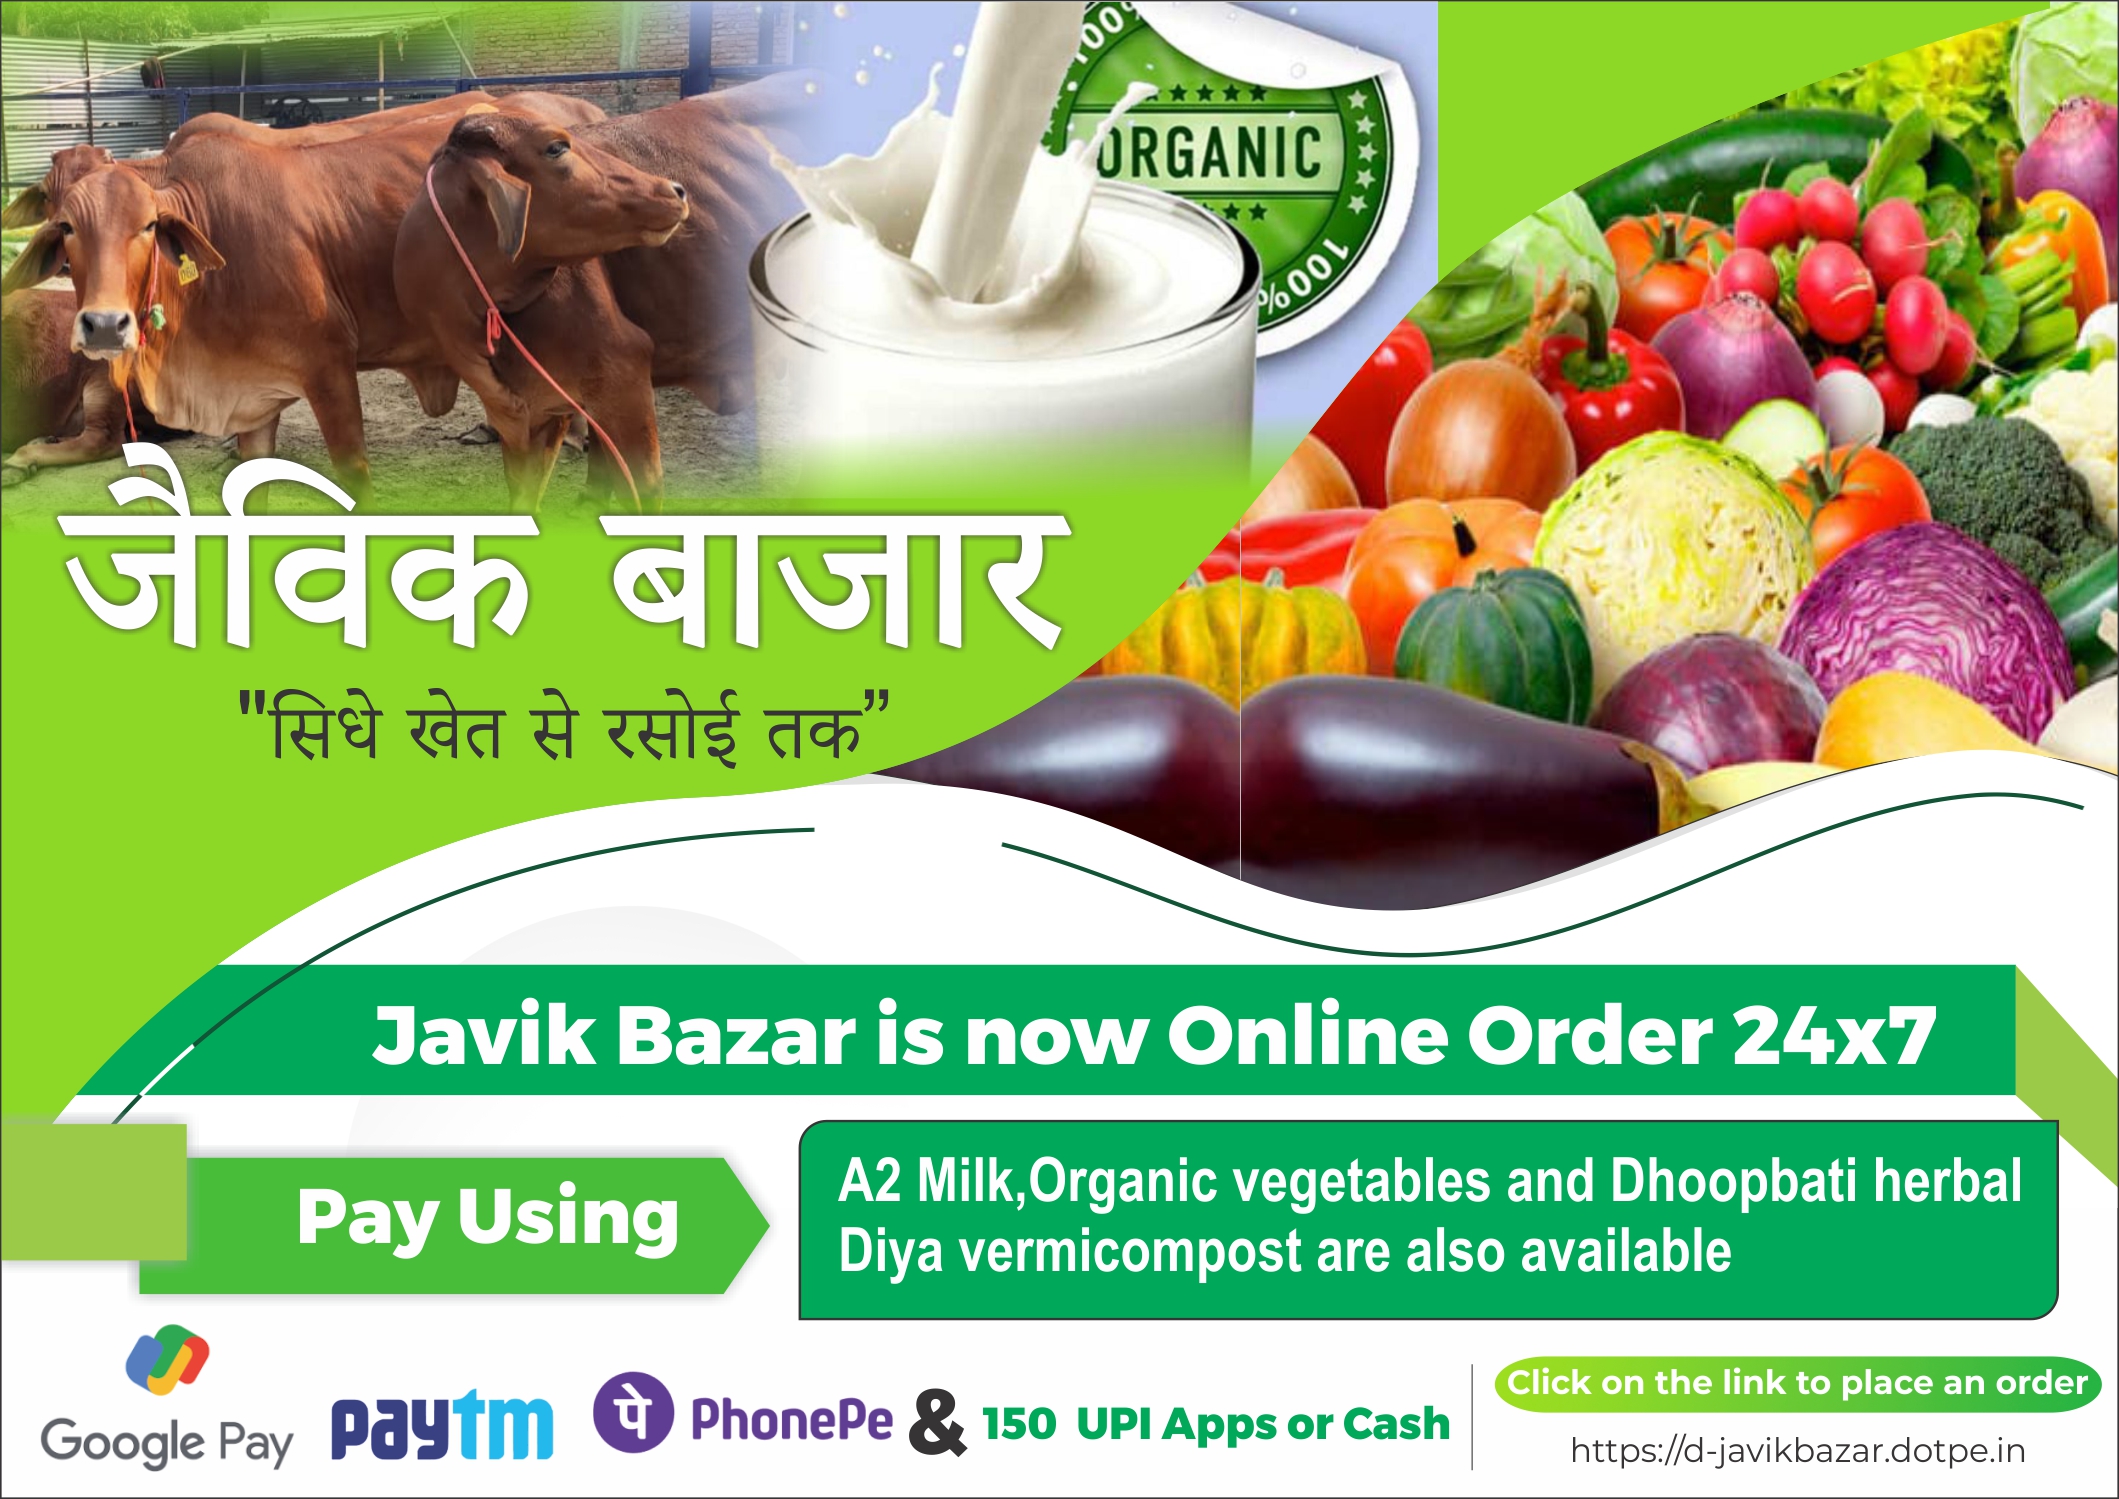 100%
ORGANIC
100%
जैविक बाजार
"सिधे खेत से रसोई तक”
Javik Bazar is now Online Order 24x7
Pay Using
A2 Milk,Organic vegetables and Dhoopbati herbal
Diya vermicompost are also available
Google Pay
paytm
पे PhonePe & 150 UPI Apps or Cash
Click on the link to place an order
https://d-javikbazar.dotpe.in